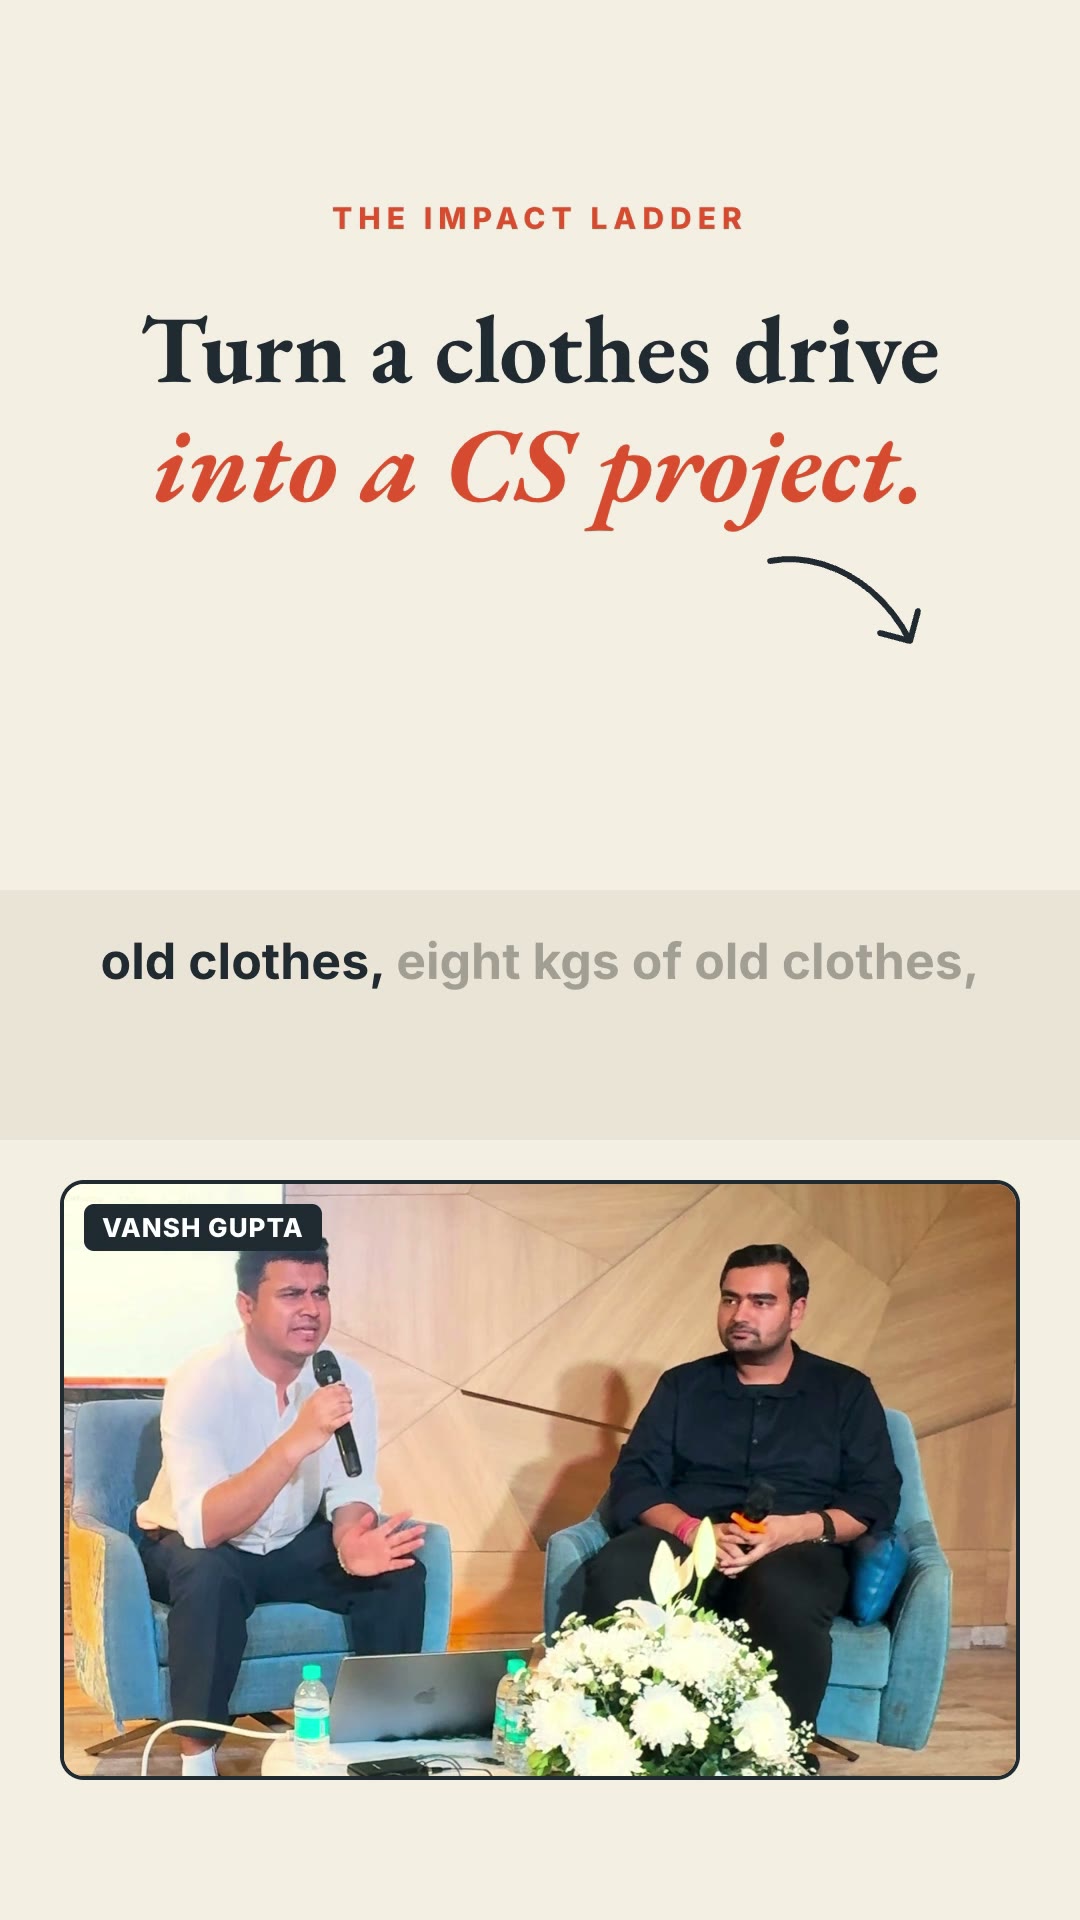 THE IMPACT LADDER
Turn a clothes drive
into a CS project.
old clothes, eight kgs of old clothes,
VANSH GUPTA